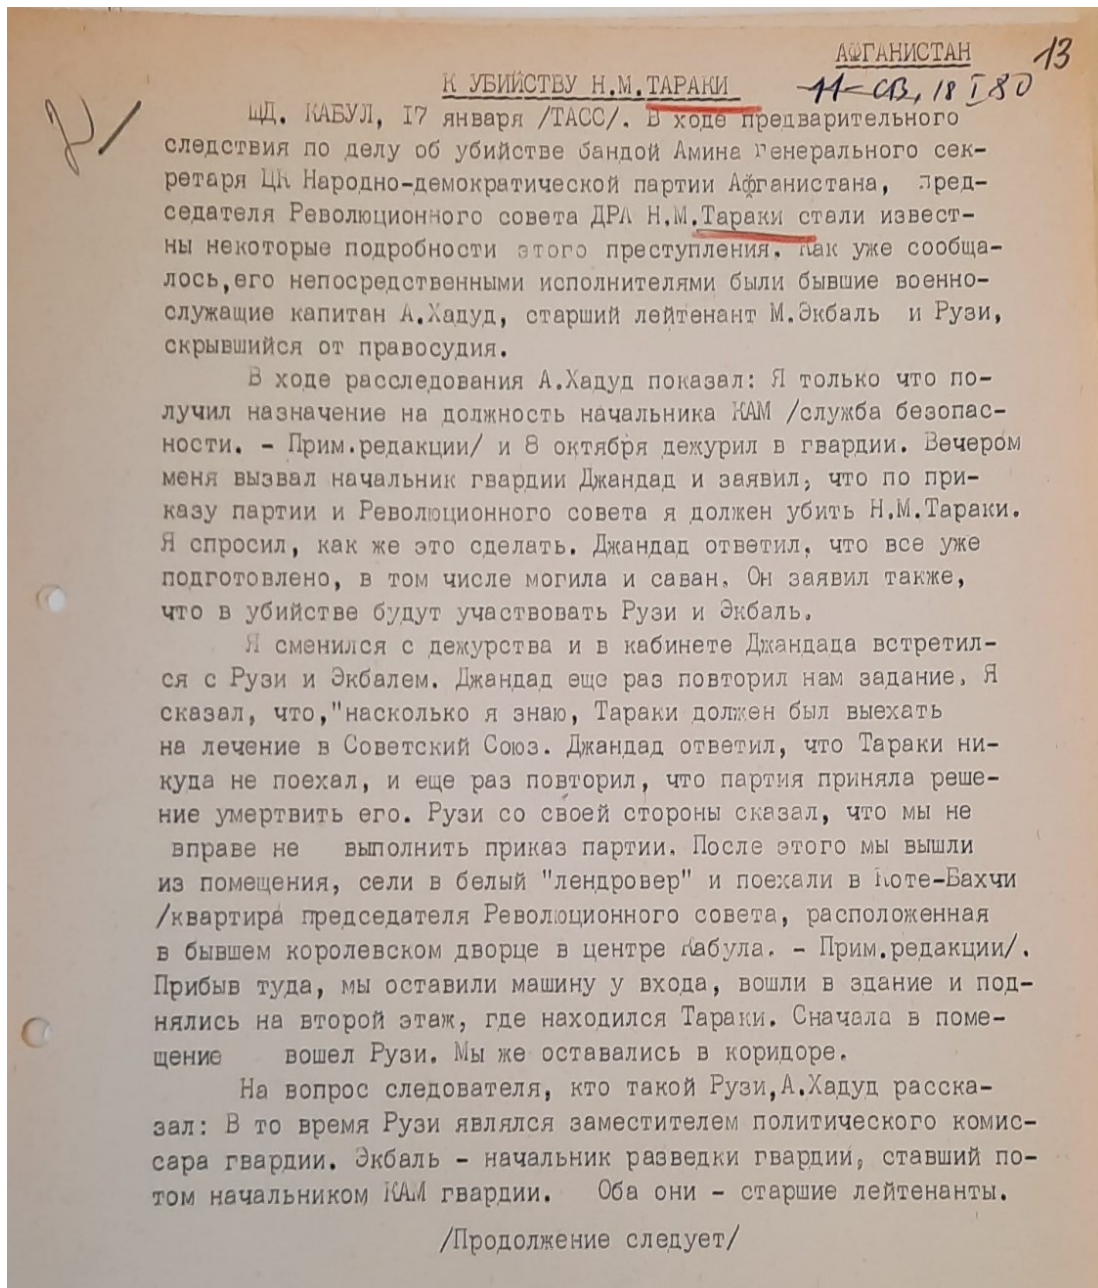 АФГАНИСТАН 13
К УБИЙСТВУ Н.М.ТАРАКИ
11-СВ, 18 I 80
ЩД. КАБУЛ, 17 января /ТАСС/. В ходе предварительного
следствия по делу об убийстве бандой Амина генерального сек-
ретаря ЦК Народно-демократической партии Афганистана, пред-
седателя Революционного совета ДРА Н.М.Тараки стали извест-
ны некоторые подробности этого преступления. Как уже сообща-
лось,его непосредственными исполнителями были бывшие военно-
служащие капитан А.Хадуд, старший лейтенант М.Экбаль и Рузи,
скрывшийся от правосудия.
В ходе расследования А.Хадуд показал: Я только что по-
лучил назначение на должность начальника КАМ /служба безопас-
ности. - Прим.редакции/ и 8 октября дежурил в гвардии. Вечером
меня вызвал начальник гвардии Джандад и заявил, что по при-
казу партии и Революционного совета я должен убить Н.М.Тараки.
Я спросил, как же это сделать. Джандад ответил, что все уже
подготовлено, в том числе могила и саван. Он заявил также,
что в убийстве будут участвовать Рузи и Экбаль.
Я сменился с дежурства и в кабинете Джандада встретил-
ся с Рузи и Экбалем. Джандад еще раз повторил нам задание. Я
сказал, что,"насколько я знаю, Тараки должен был выехать
на лечение в Советский Союз. Джандад ответил, что Тараки ни-
куда не поехал, и еще раз повторил, что партия приняла реше-
ние умертвить его. Рузи со своей стороны сказал, что мы не
вправе не выполнить приказ партии. После этого мы вышли
из помещения, сели в белый "лендровер" и поехали в Коте-Бахчи
/квартира председателя Революционного совета, расположенная
в бывшем королевском дворце в центре Кабула. - Прим.редакции/.
Прибыв туда, мы оставили машину у входа, вошли в здание и под-
нялись на второй этаж, где находился Тараки. Сначала в поме-
щение вошел Рузи. Мы же оставались в коридоре.
На вопрос следователя, кто такой Рузи,А.Хадуд расска-
зал: В то время Рузи являлся заместителем политического комис-
сара гвардии. Экбаль - начальник разведки гвардии, ставший по-
том начальником КАМ гвардии. Оба они - старшие лейтенанты.
/Продолжение следует/